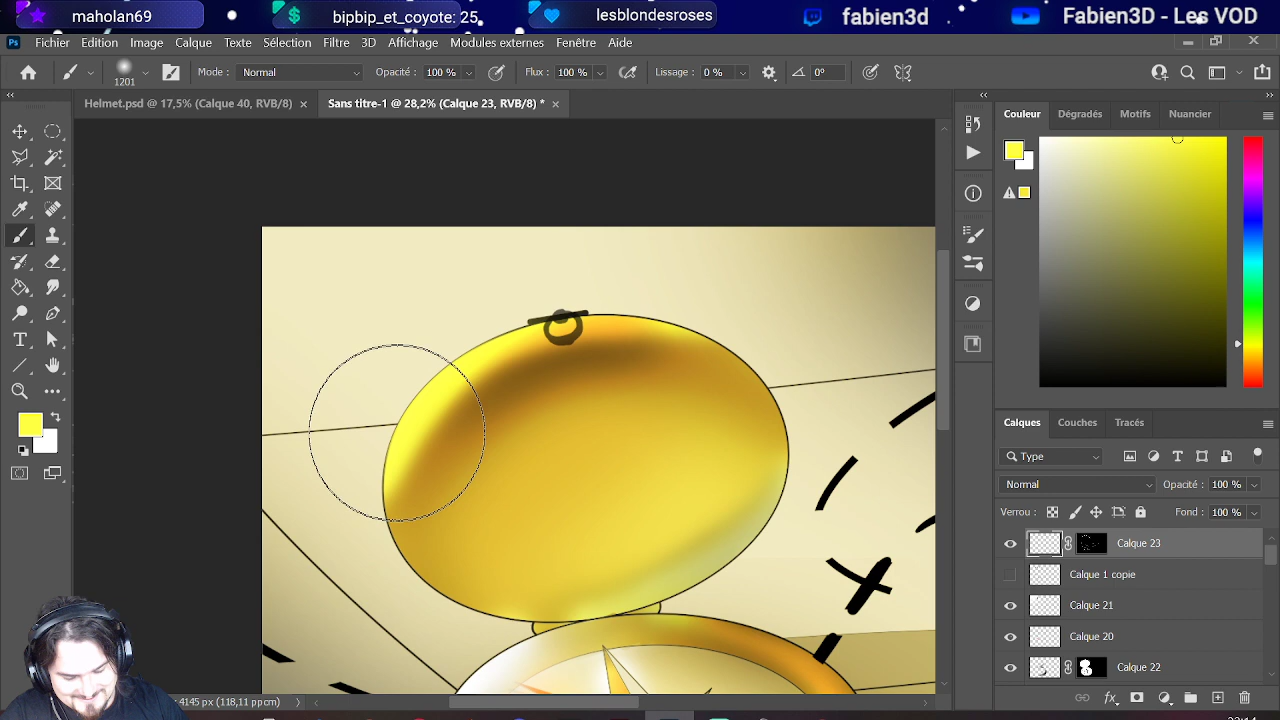 maholan69
bipbip_et_coyote: 25
lesblondesroses
fabien3d
Fabien3D - Les VOD
Ps Fichier Edition Image Calque Texte Sélection Filtre 3D Affichage Modules externes Fenêtre Aide
1201 Mode : Normal Opacité : 100 % Flux : 100 % Lissage : 0 % 0°
Helmet.psd @ 17,5% (Calque 40, RVB/8) × Sans titre-1 @ 28,2% (Calque 23, RVB/8) * ×
Couleur Dégradés Motifs Nuancier
Calques Couches Tracés
Type
Normal Opacité : 100 %
Verrou : Fond : 100 %
Calque 23
Calque 1 copie
Calque 21
Calque 20
Calque 22
4145 px (118,11 ppcm)